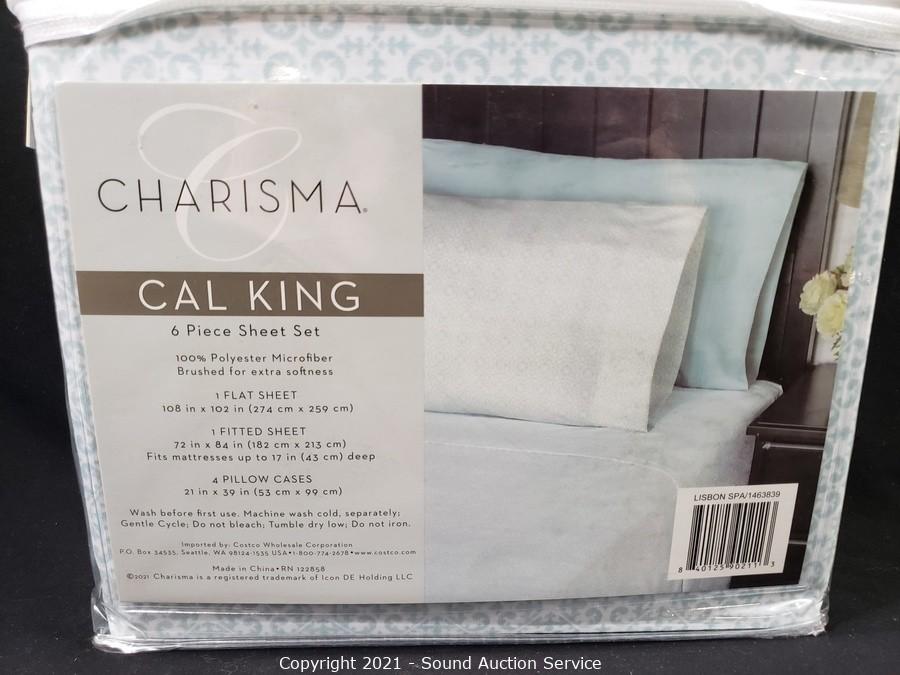 CHARISMA®
CAL KING
6 Piece Sheet Set
100% Polyester Microfiber
Brushed for extra softness
1 FLAT SHEET
108 in x 102 in (274 cm x 259 cm)
1 FITTED SHEET
72 in x 84 in (182 cm x 213 cm)
Fits mattresses up to 17 in (43 cm) deep
4 PILLOW CASES
21 in x 39 in (53 cm x 99 cm)
Wash before first use. Machine wash cold, separately;
Gentle Cycle; Do not bleach; Tumble dry low; Do not iron.
Imported by: Costco Wholesale Corporation
P.O. Box 34535, Seattle, WA 98124-1535 USA•1-800-774-2678•www.costco.com
Made in China•RN 122858
©2021 Charisma is a registered trademark of Icon DE Holding LLC
LISBON SPA/1463839
8 40125 90211 3
Copyright 2021 - Sound Auction Service